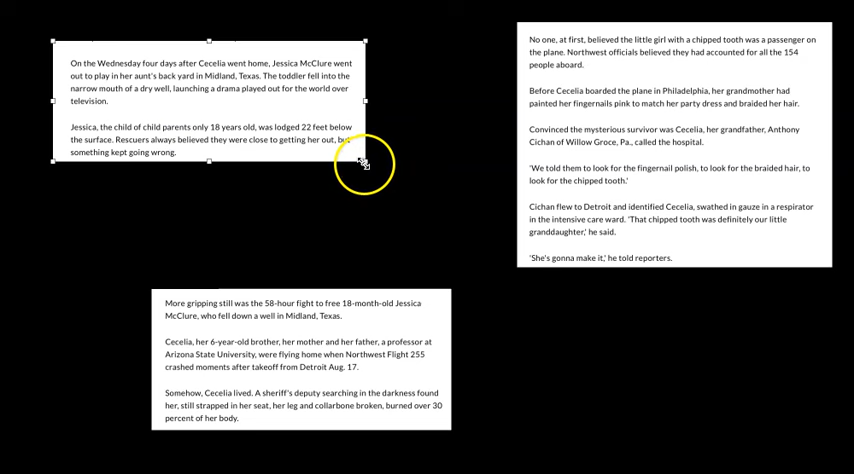 On the Wednesday four days after Cecelia went home, Jessica McClure went
out to play in her aunt's back yard in Midland, Texas. The toddler fell into the
narrow mouth of a dry well, launching a drama played out for the world over
television.
Jessica, the child of child parents only 18 years old, was lodged 22 feet below
the surface. Rescuers always believed they were close to getting her out, but
something kept going wrong.
No one, at first, believed the little girl with a chipped tooth was a passenger on
the plane. Northwest officials believed they had accounted for all the 154
people aboard.
Before Cecelia boarded the plane in Philadelphia, her grandmother had
painted her fingernails pink to match her party dress and braided her hair.
Convinced the mysterious survivor was Cecelia, her grandfather, Anthony
Cichan of Willow Groce, Pa., called the hospital.
'We told them to look for the fingernail polish, to look for the braided hair, to
look for the chipped tooth.'
Cichan flew to Detroit and identified Cecelia, swathed in gauze in a respirator
in the intensive care ward. 'That chipped tooth was definitely our little
granddaughter,' he said.
'She's gonna make it,' he told reporters.
More gripping still was the 58-hour fight to free 18-month-old Jessica
McClure, who fell down a well in Midland, Texas.
Cecelia, her 6-year-old brother, her mother and her father, a professor at
Arizona State University, were flying home when Northwest Flight 255
crashed moments after takeoff from Detroit Aug. 17.
Somehow, Cecelia lived. A sheriff's deputy searching in the darkness found
her, still strapped in her seat, her leg and collarbone broken, burned over 30
percent of her body.